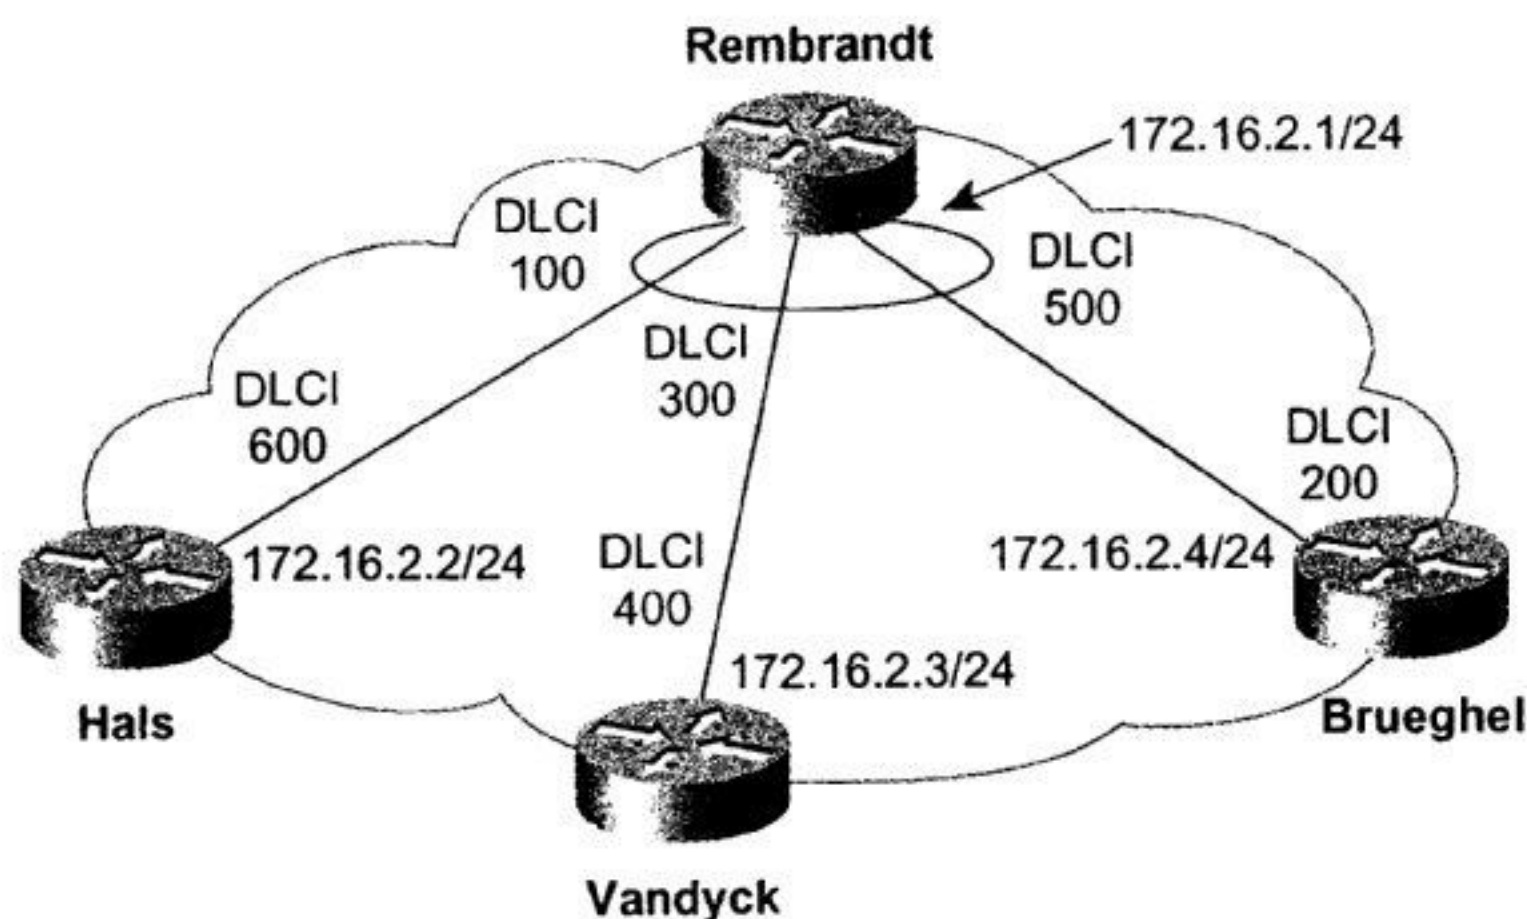 Rembrandt
172.16.2.1/24
DLCI
100
DLCI
500
DLCI
300
DLCI
600
DLCI
200
172.16.2.2/24
DLCI
400
172.16.2.4/24
172.16.2.3/24
Hals
Brueghel
Vandyck